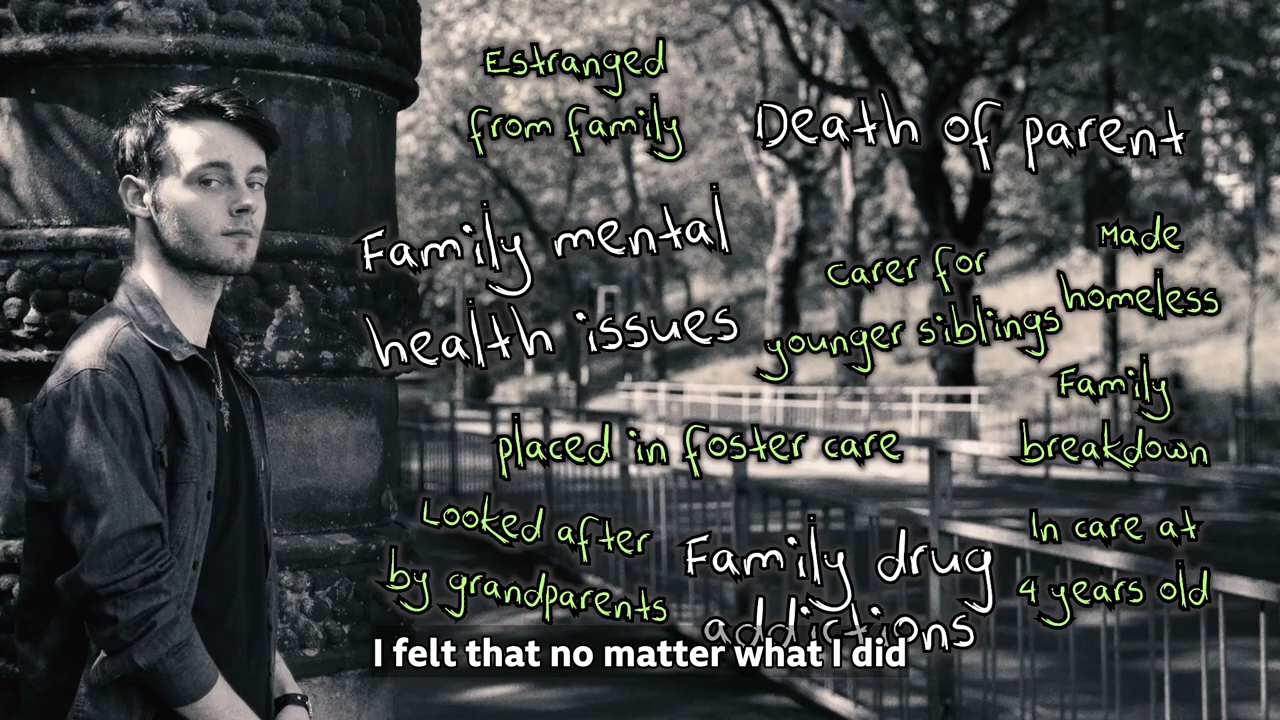 Estranged
from family
Death of parent
Family mental
health issues
Carer for
younger siblings
Made
homeless
Family
breakdown
placed in foster care
Looked after
by grandparents
Family drug
addictions
In care at
4 years old
I felt that no matter what I did